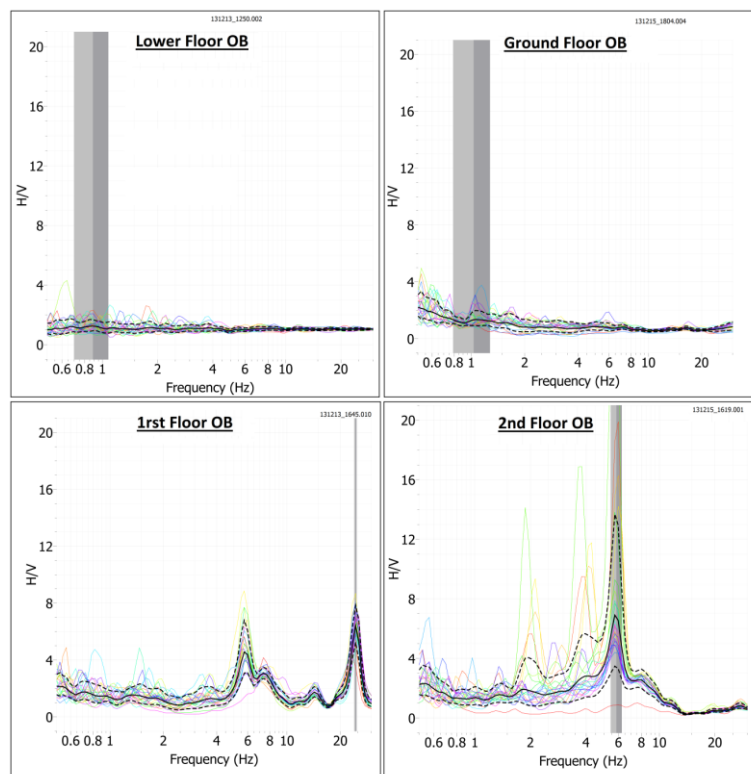 131213_1250.002
Lower Floor OB
20
16
12
8
4
0
H/V
0.6 0.8 1 2 4 6 8 10 20
Frequency (Hz)
131215_1804.004
Ground Floor OB
20
16
12
8
4
0
H/V
0.6 0.8 1 2 4 6 8 10 20
Frequency (Hz)
131213_1645.010
1rst Floor OB
20
16
12
8
4
0
H/V
0.6 0.8 1 2 4 6 8 10 20
Frequency (Hz)
131215_1619.001
2nd Floor OB
20
16
12
8
4
0
H/V
0.6 0.8 1 2 4 6 8 10 20
Frequency (Hz)